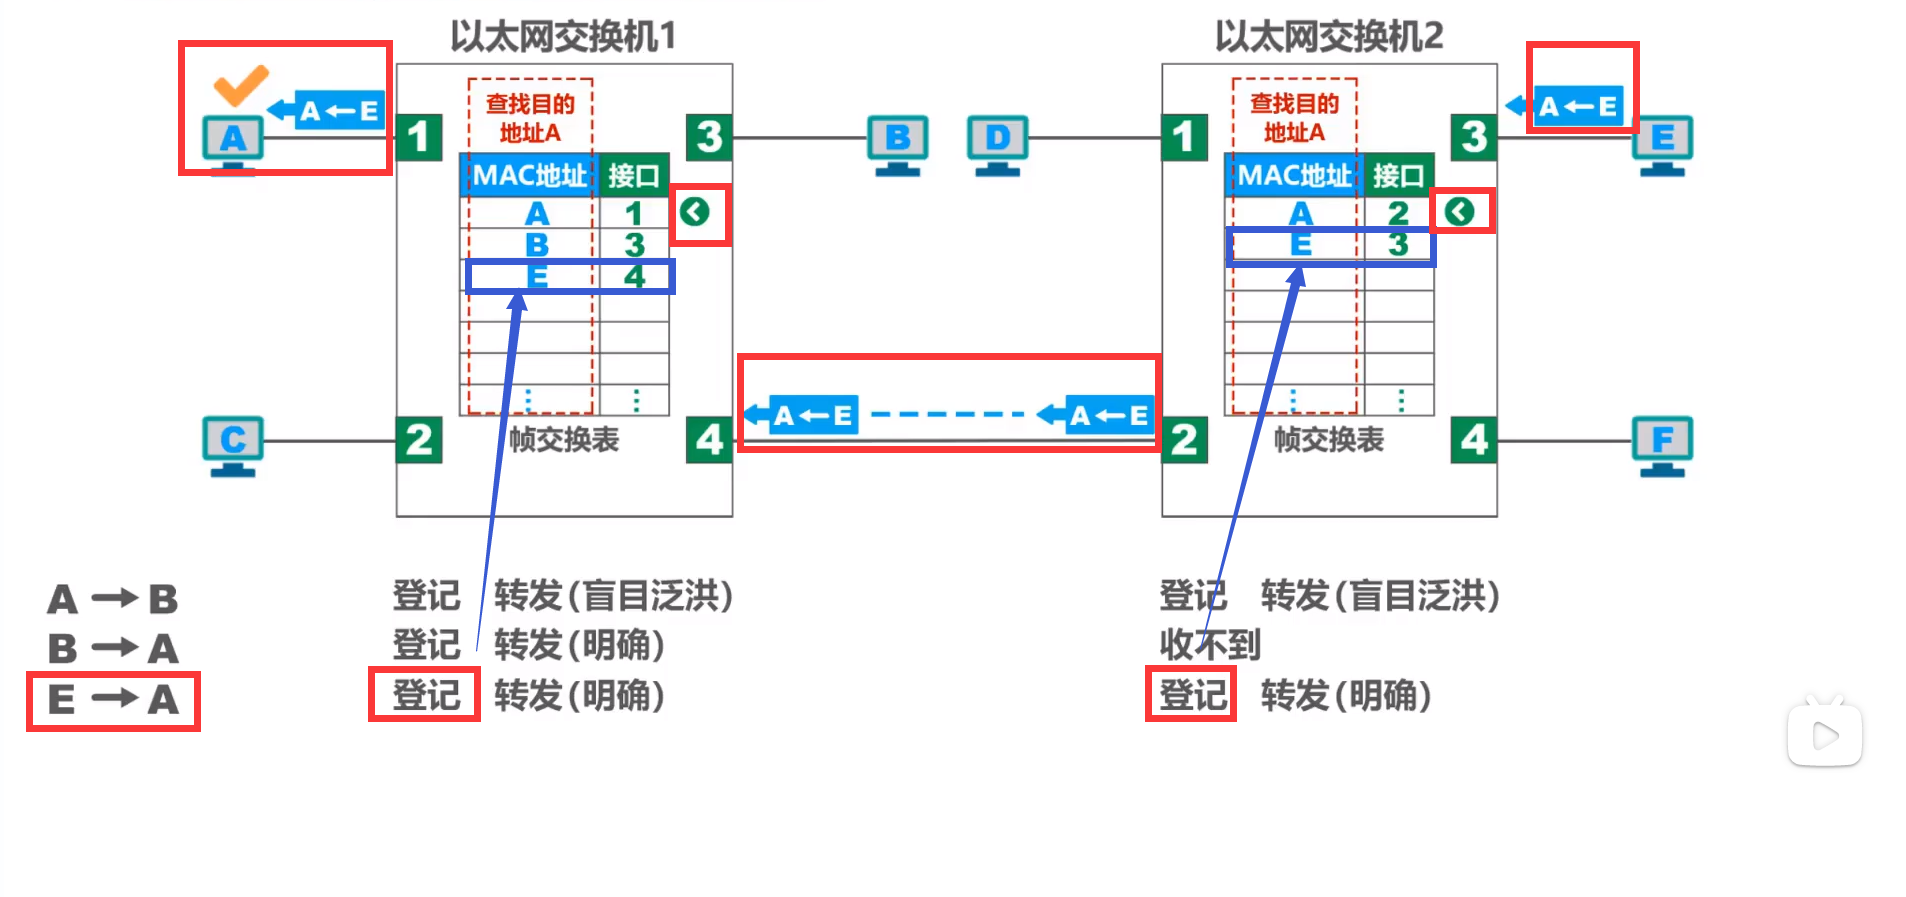 以太网交换机1
以太网交换机2
查找目的
地址A
查找目的
地址A
A←E
A←E
A
1
3
B
D
1
3
E
MAC地址 接口
A 1
B 3
E 4
⋮ ⋮
MAC地址 接口
A 2
E 3
⋮ ⋮
A←E
A←E
C
2
帧交换表
4
2
帧交换表
4
F
A→B 登记 转发(盲目泛洪) 登记 转发(盲目泛洪)
B→A 登记 转发(明确) 收不到
E→A 登记 转发(明确) 登记 转发(明确)